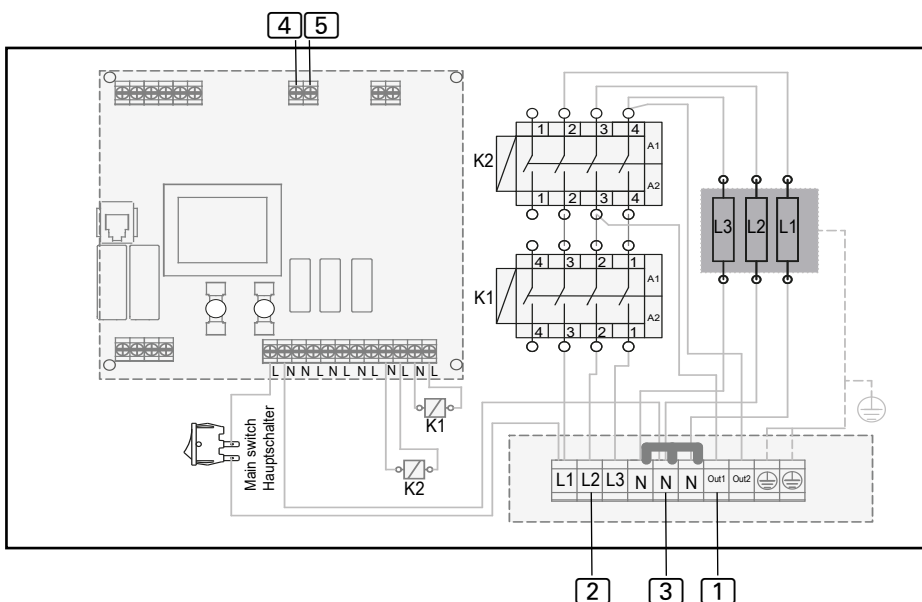 4 5
1 2 3 4
A1
K2
A2
1 2 3 4
L3 L2 L1
4 3 2 1
A1
K1
A2
4 3 2 1
L N N L N L N L N L N L
K1
Main switch
Hauptschalter
K2
L1 L2 L3 N N N Out1 Out2
2 3 1